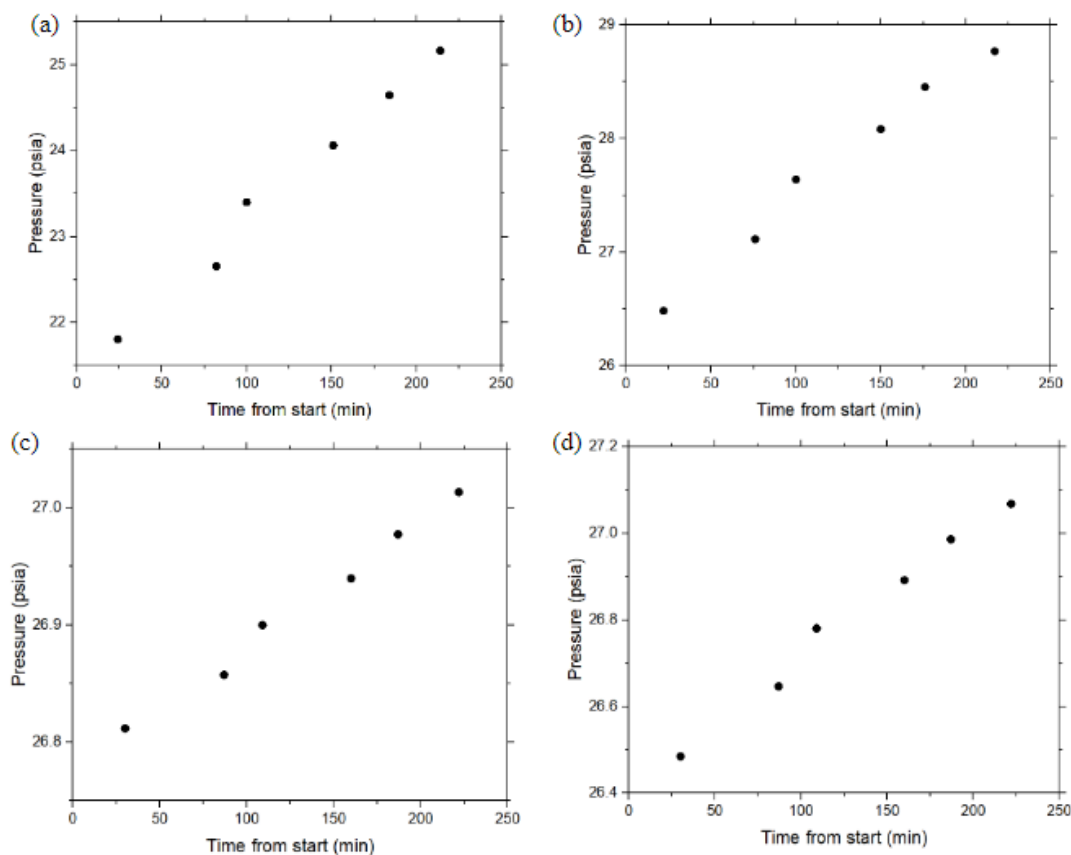 (a)
25
24
23
22
Pressure (psia)
0 50 100 150 200 250
Time from start (min)
(b)
29
28
27
26
Pressure (psia)
0 50 100 150 200 250
Time from start (min)
(c)
27.0
26.9
26.8
Pressure (psia)
0 50 100 150 200 250
Time from start (min)
(d)
27.2
27.0
26.8
26.6
26.4
Pressure (psia)
0 50 100 150 200 250
Time from start (min)